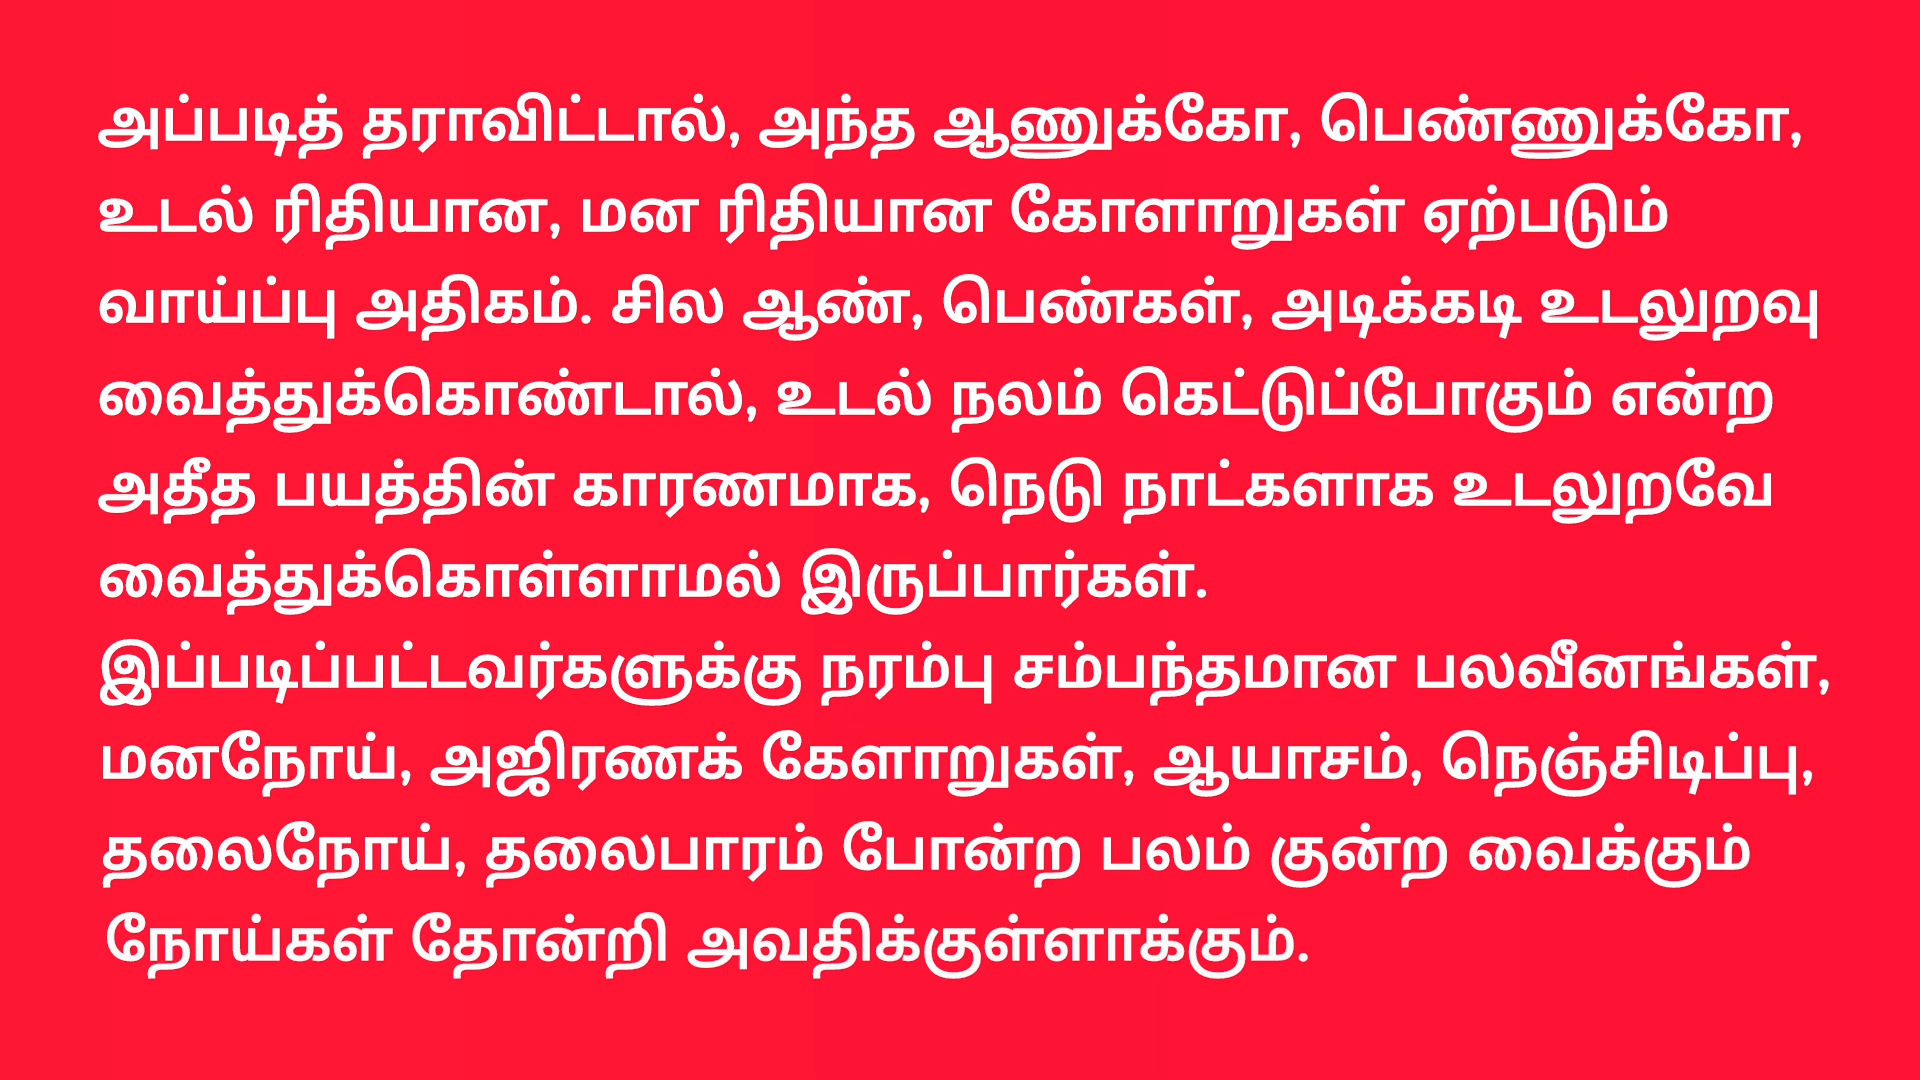 அப்படித் தராவிட்டால், அந்த ஆணுக்கோ, பெண்ணுக்கோ,
உடல் ரிதியான, மன ரிதியான கோளாறுகள் ஏற்படும்
வாய்ப்பு அதிகம். சில ஆண், பெண்கள், அடிக்கடி உடலுறவு
வைத்துக்கொண்டால், உடல் நலம் கெட்டுப்போகும் என்ற
அதீத பயத்தின் காரணமாக, நெடு நாட்களாக உடலுறவே
வைத்துக்கொள்ளாமல் இருப்பார்கள்.
இப்படிப்பட்டவர்களுக்கு நரம்பு சம்பந்தமான பலவீனங்கள்,
மனநோய், அஜிரணக் கேளாறுகள், ஆயாசம், நெஞ்சிடிப்பு,
தலைநோய், தலைபாரம் போன்ற பலம் குன்ற வைக்கும்
நோய்கள் தோன்றி அவதிக்குள்ளாக்கும்.